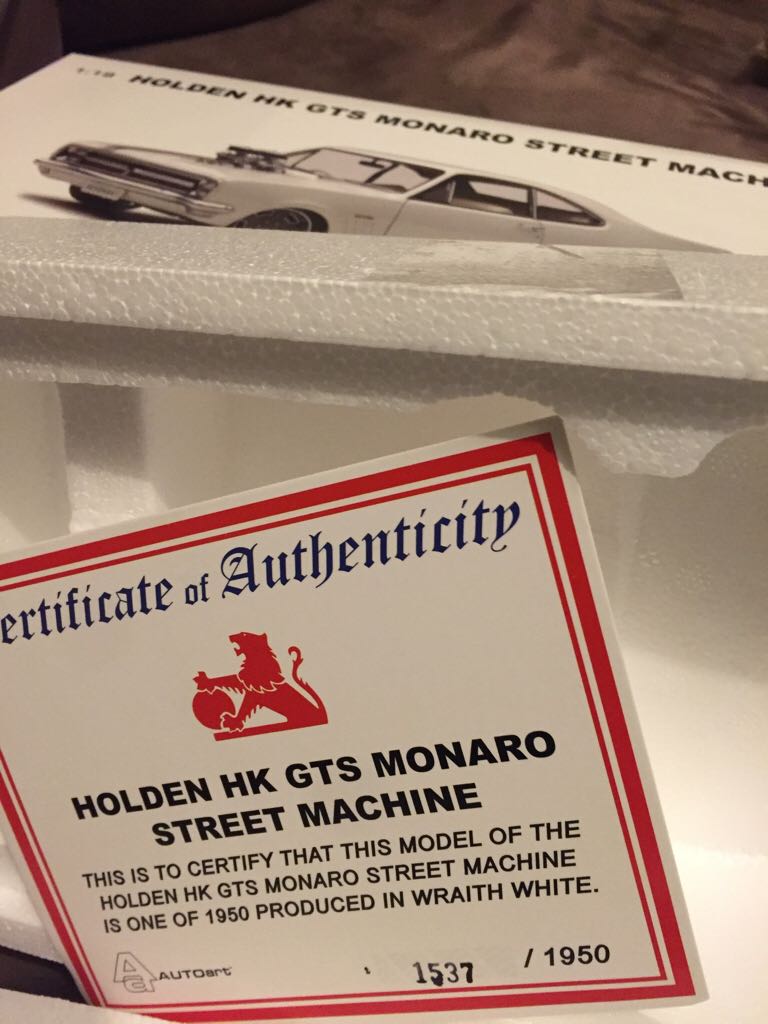 1:18 HOLDEN HK GTS MONARO STREET MACH
ertificate of Authenticity
HOLDEN HK GTS MONARO
STREET MACHINE
THIS IS TO CERTIFY THAT THIS MODEL OF THE
HOLDEN HK GTS MONARO STREET MACHINE
IS ONE OF 1950 PRODUCED IN WRAITH WHITE.
AUTOart 1537 / 1950